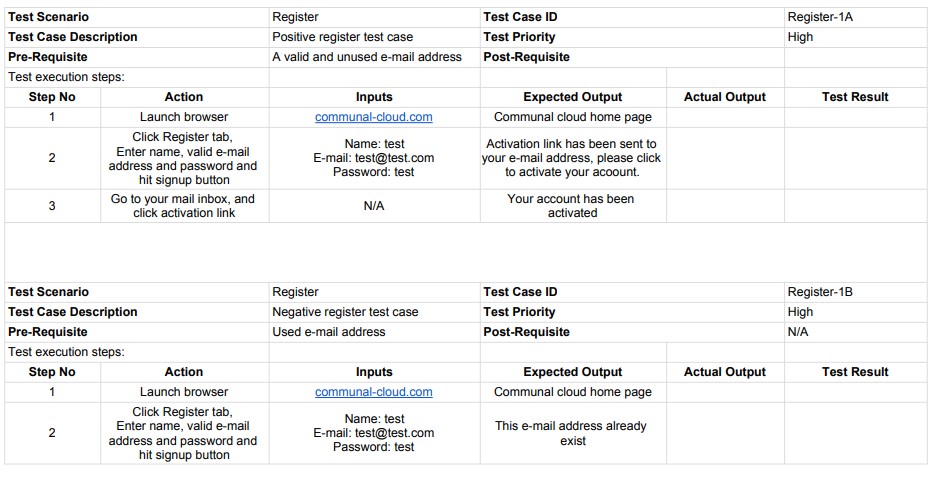 Test Scenario Register Test Case ID Register-1A
Test Case Description Positive register test case Test Priority High
Pre-Requisite A valid and unused e-mail address Post-Requisite
Test execution steps:
Step No Action Inputs Expected Output Actual Output Test Result
1 Launch browser communal-cloud.com Communal cloud home page
2
Click Register tab,
Enter name, valid e-mail
address and password and
hit signup button
Name: test
E-mail: test@test.com
Password: test
Activation link has been sent to
your e-mail address, please click
to activate your acoount.
3
Go to your mail inbox, and
click activation link
N/A
Your account has been
activated
Test Scenario Register Test Case ID Register-1B
Test Case Description Negative register test case Test Priority High
Pre-Requisite Used e-mail address Post-Requisite N/A
Test execution steps:
Step No Action Inputs Expected Output Actual Output Test Result
1 Launch browser communal-cloud.com Communal cloud home page
2
Click Register tab,
Enter name, valid e-mail
address and password and
hit signup button
Name: test
E-mail: test@test.com
Password: test
This e-mail address already
exist